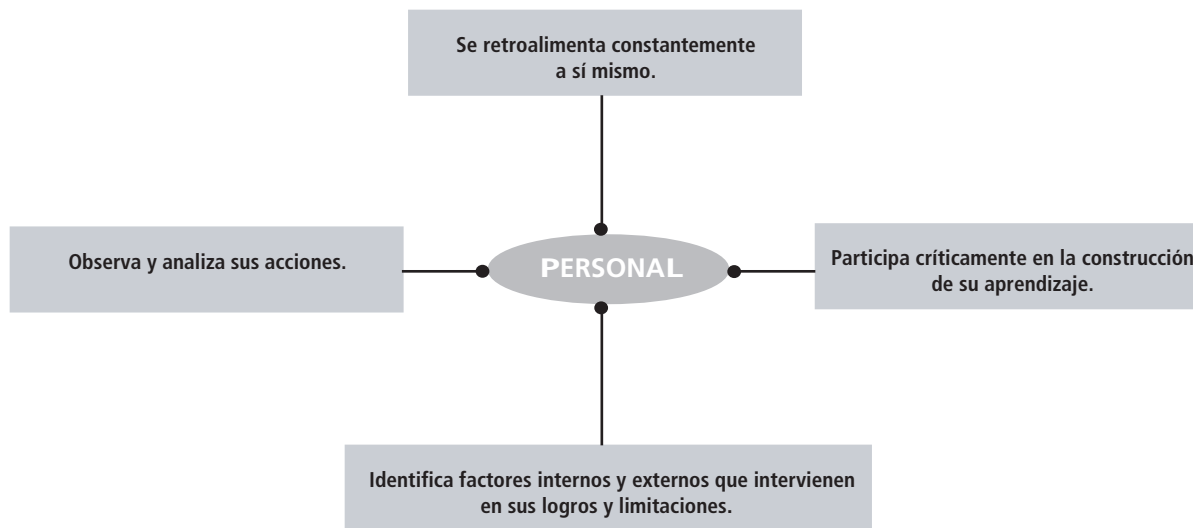 Se retroalimenta constantemente
a sí mismo.
Observa y analiza sus acciones.
PERSONAL
Participa críticamente en la construcción
de su aprendizaje.
Identifica factores internos y externos que intervienen
en sus logros y limitaciones.